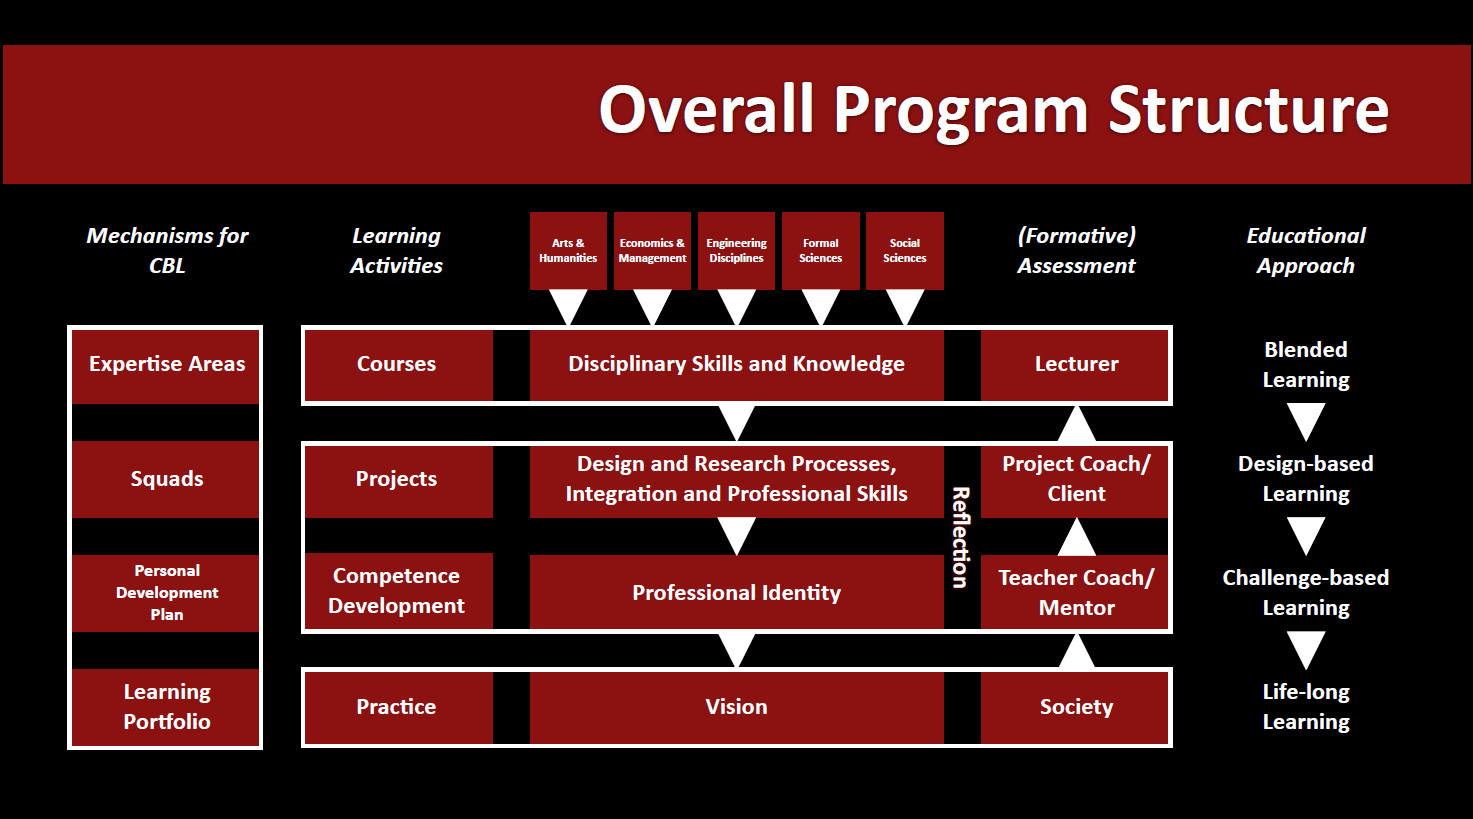 Overall Program Structure
Mechanisms for
CBL
Learning
Activities
Arts &
Humanities
Economics &
Management
Engineering
Disciplines
Formal
Sciences
Social
Sciences
(Formative)
Assessment
Educational
Approach
Expertise Areas
Courses
Disciplinary Skills and Knowledge
Lecturer
Blended
Learning
Squads
Projects
Design and Research Processes,
Integration and Professional Skills
Reflection
Project Coach/
Client
Design-based
Learning
Personal
Development
Plan
Competence
Development
Professional Identity
Teacher Coach/
Mentor
Challenge-based
Learning
Learning
Portfolio
Practice
Vision
Society
Life-long
Learning